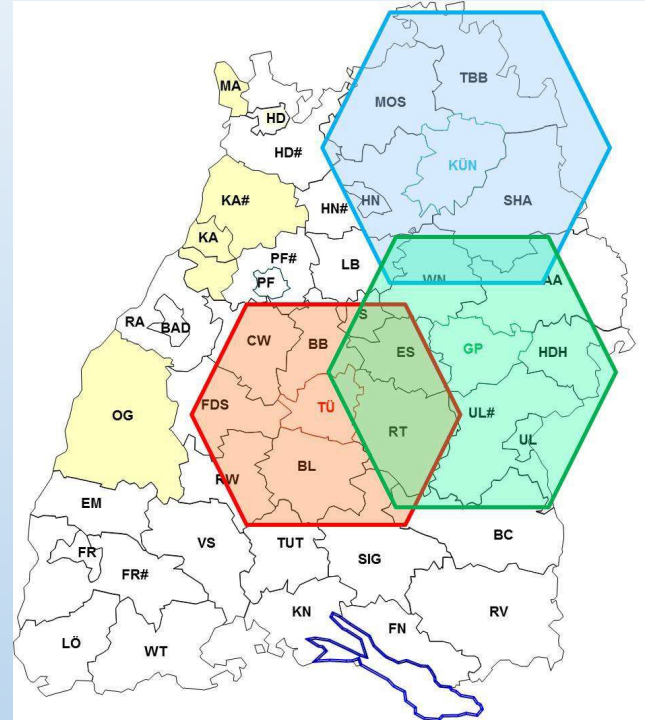 TBB
MA
MOS
HD
HD#
KÜN
KA#
HN
HN#
SHA
KA
PF#
LB
PF
WN
AA
S
RA
BAD
CW
BB
ES
GP
HDH
FDS
TÜ
OG
UL#
RT
UL
BL
RW
EM
VS
BC
FR
TUT
SIG
FR#
KN
RV
FN
LÖ
WT